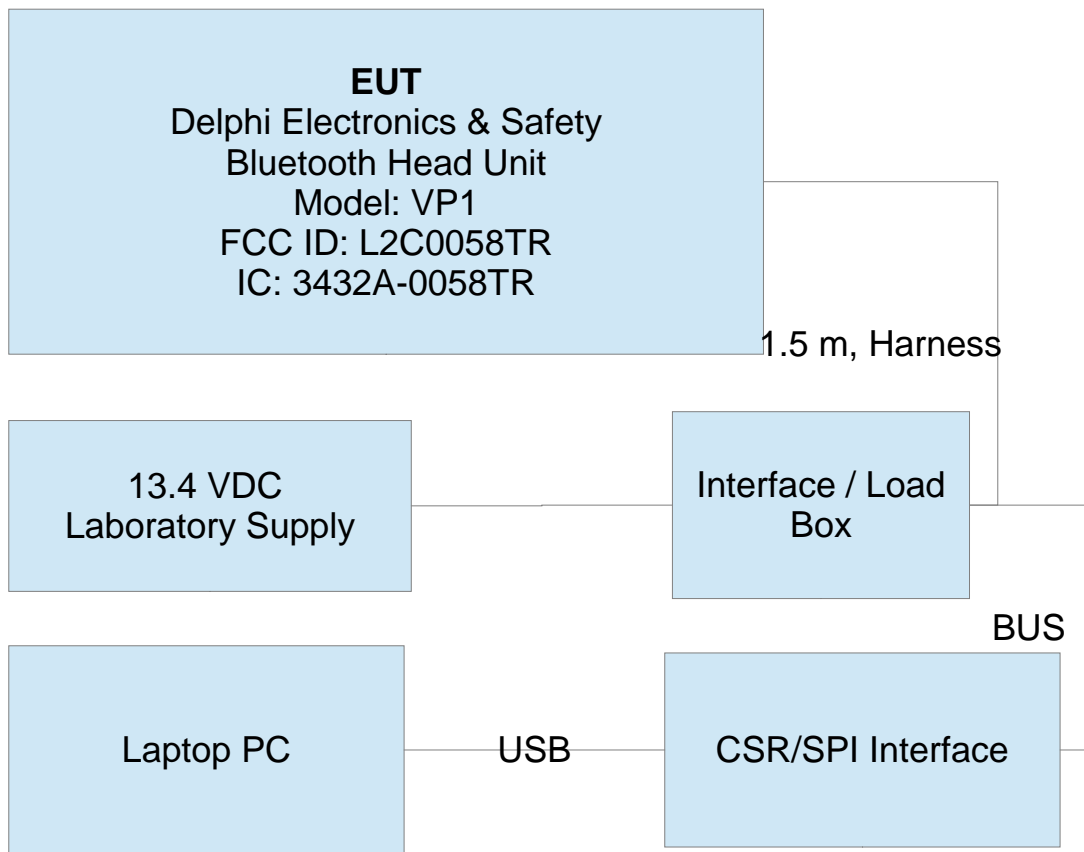 EUT
Delphi Electronics & Safety
Bluetooth Head Unit
Model: VP1
FCC ID: L2C0058TR
IC: 3432A-0058TR
1.5 m, Harness
13.4 VDC
Laboratory Supply
Interface / Load
Box
BUS
Laptop PC
USB
CSR/SPI Interface